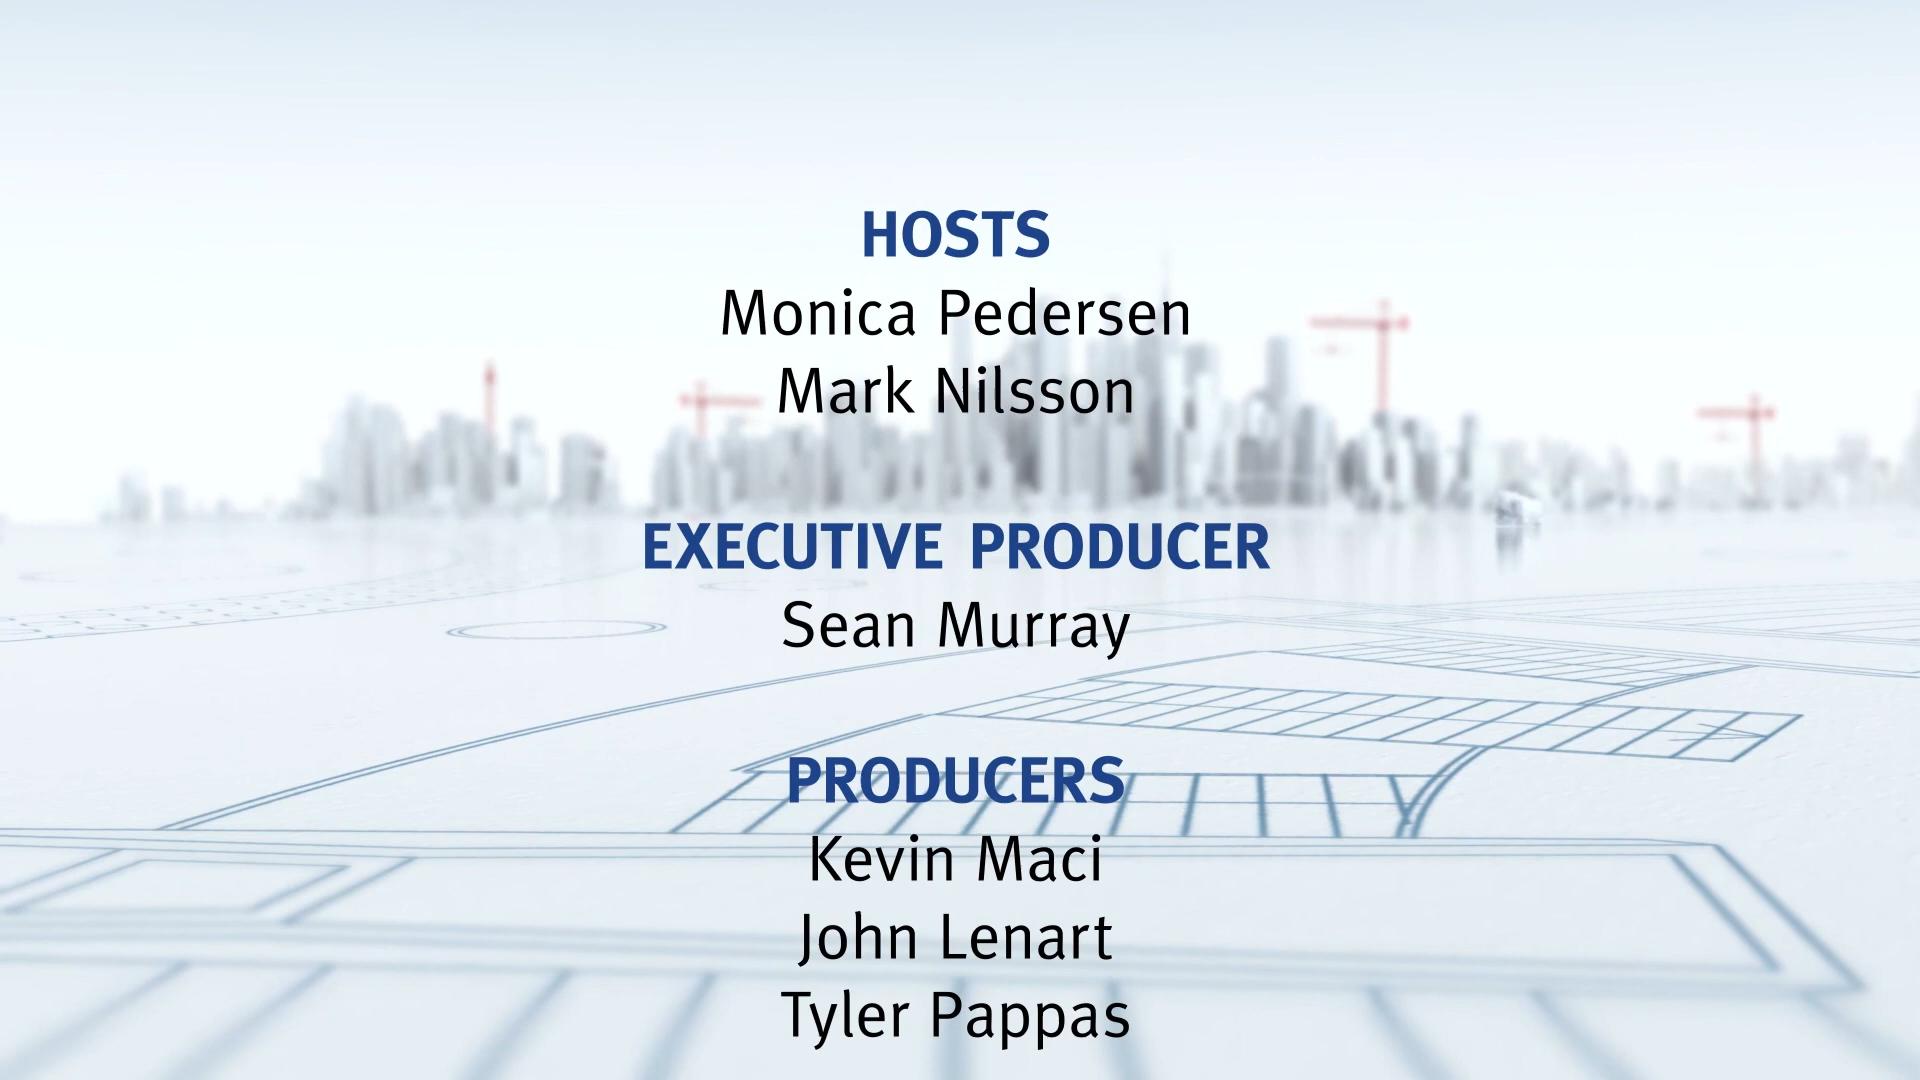 HOSTS
Monica Pedersen
Mark Nilsson
EXECUTIVE PRODUCER
Sean Murray
PRODUCERS
Kevin Maci
John Lenart
Tyler Pappas